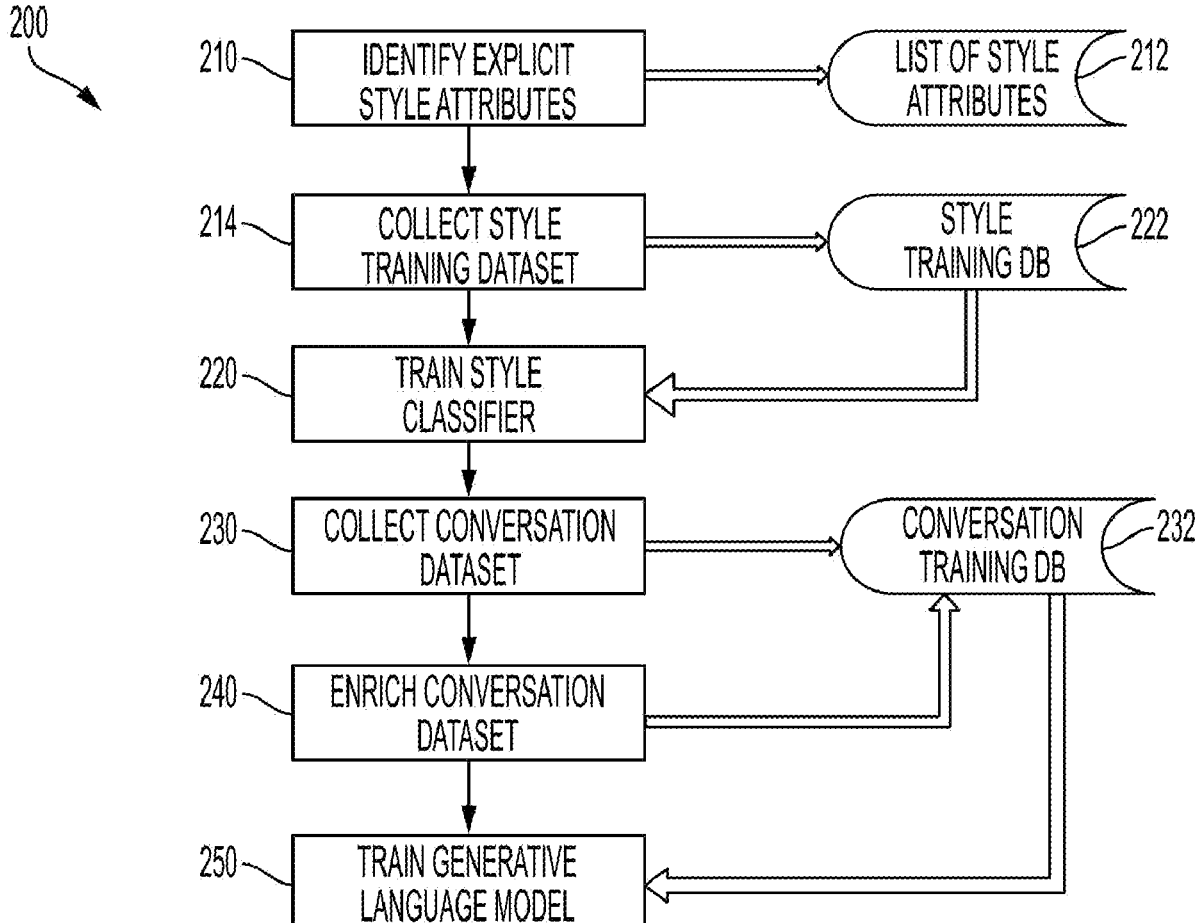 200
210
IDENTIFY EXPLICIT
STYLE ATTRIBUTES
LIST OF STYLE
ATTRIBUTES
212
214
COLLECT STYLE
TRAINING DATASET
STYLE
TRAINING DB
222
220
TRAIN STYLE
CLASSIFIER
230
COLLECT CONVERSATION
DATASET
CONVERSATION
TRAINING DB
232
240
ENRICH CONVERSATION
DATASET
250
TRAIN GENERATIVE
LANGUAGE MODEL